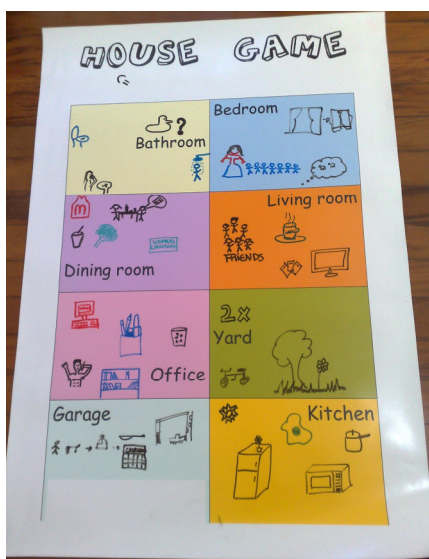 HOUSE GAME
Bedroom
?
Bathroom
Living room
FRIENDS
Dining room
2x
Yard
Office
Garage
Kitchen